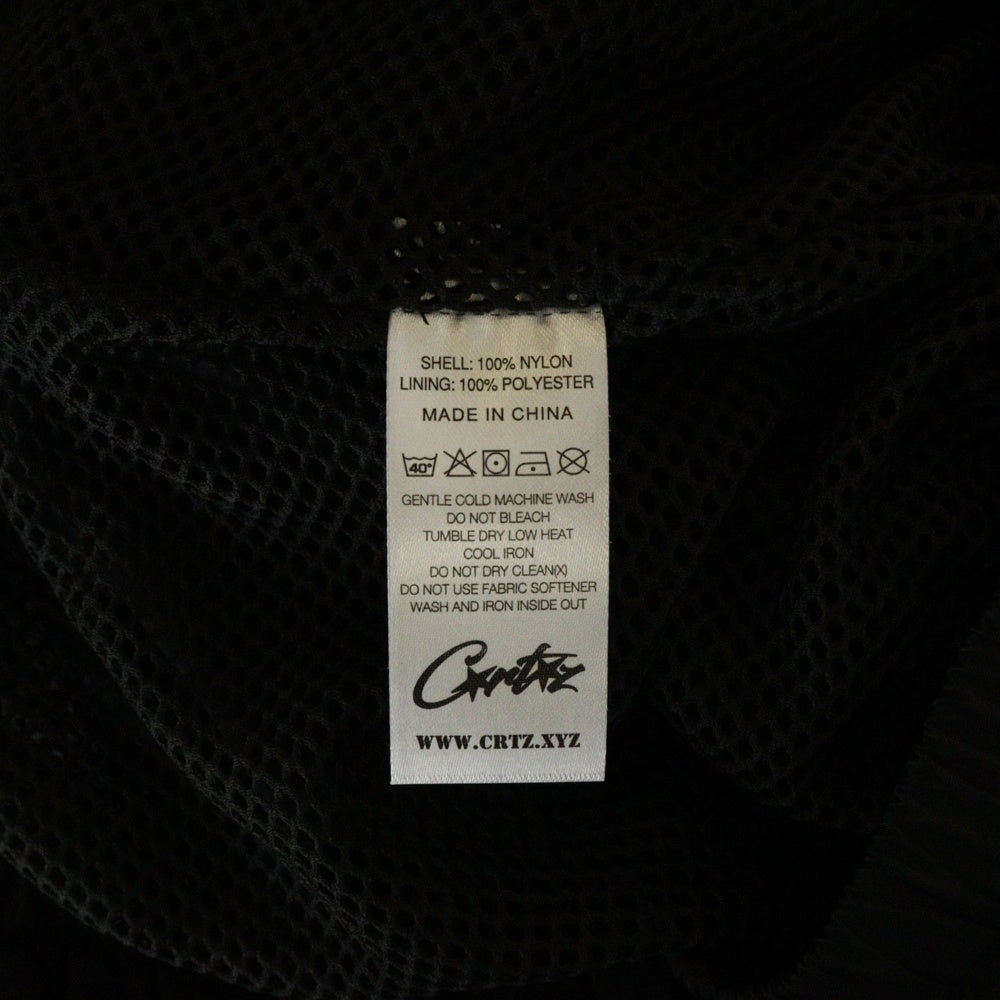 SHELL: 100% NYLON
LINING: 100% POLYESTER
MADE IN CHINA
40°
GENTLE COLD MACHINE WASH
DO NOT BLEACH
TUMBLE DRY LOW HEAT
COOL IRON
DO NOT DRY CLEAN(X)
DO NOT USE FABRIC SOFTENER
WASH AND IRON INSIDE OUT
Crtz
WWW.CRTZ.XYZ